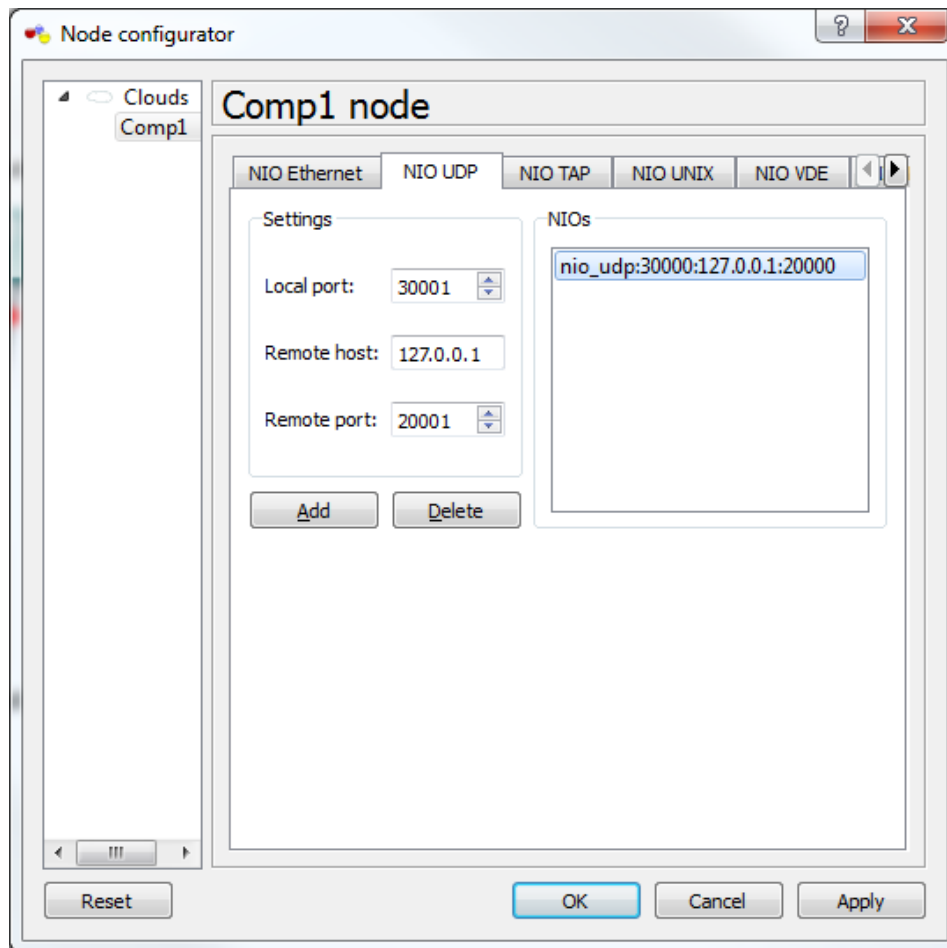 Node configurator
Clouds
Comp1
Comp1 node
NIO Ethernet NIO UDP NIO TAP NIO UNIX NIO VDE
Settings
Local port: 30001
Remote host: 127.0.0.1
Remote port: 20001
Add Delete
NIOs
nio_udp:30000:127.0.0.1:20000
Reset OK Cancel Apply